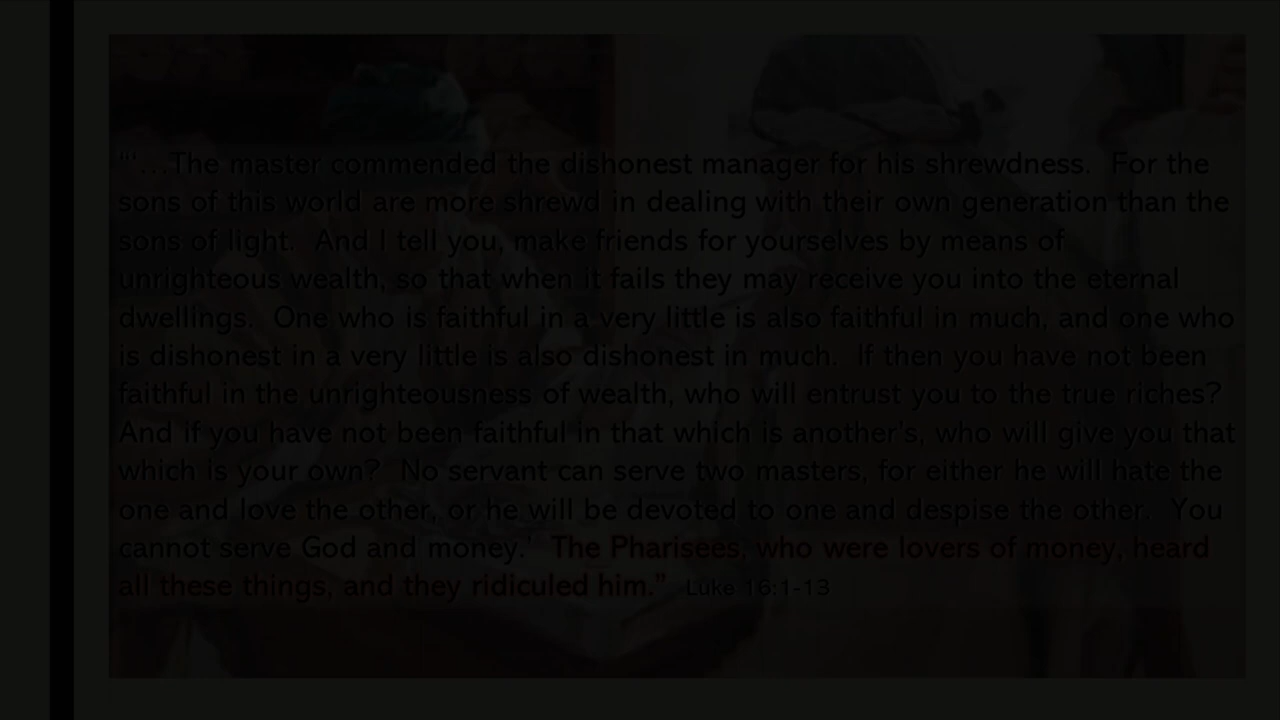 "'…The master commended the dishonest manager for his shrewdness.  For the
sons of this world are more shrewd in dealing with their own generation than the
sons of light.  And I tell you, make friends for yourselves by means of
unrighteous wealth, so that when it fails they may receive you into the eternal
dwellings.  One who is faithful in a very little is also faithful in much, and one who
is dishonest in a very little is also dishonest in much.  If then you have not been
faithful in the unrighteousness of wealth, who will entrust you to the true riches?
And if you have not been faithful in that which is another's, who will give you that
which is your own?  No servant can serve two masters, for either he will hate the
one and love the other, or he will be devoted to one and despise the other.  You
cannot serve God and money.'  The Pharisees, who were lovers of money, heard
all these things, and they ridiculed him."  Luke 16:1-13